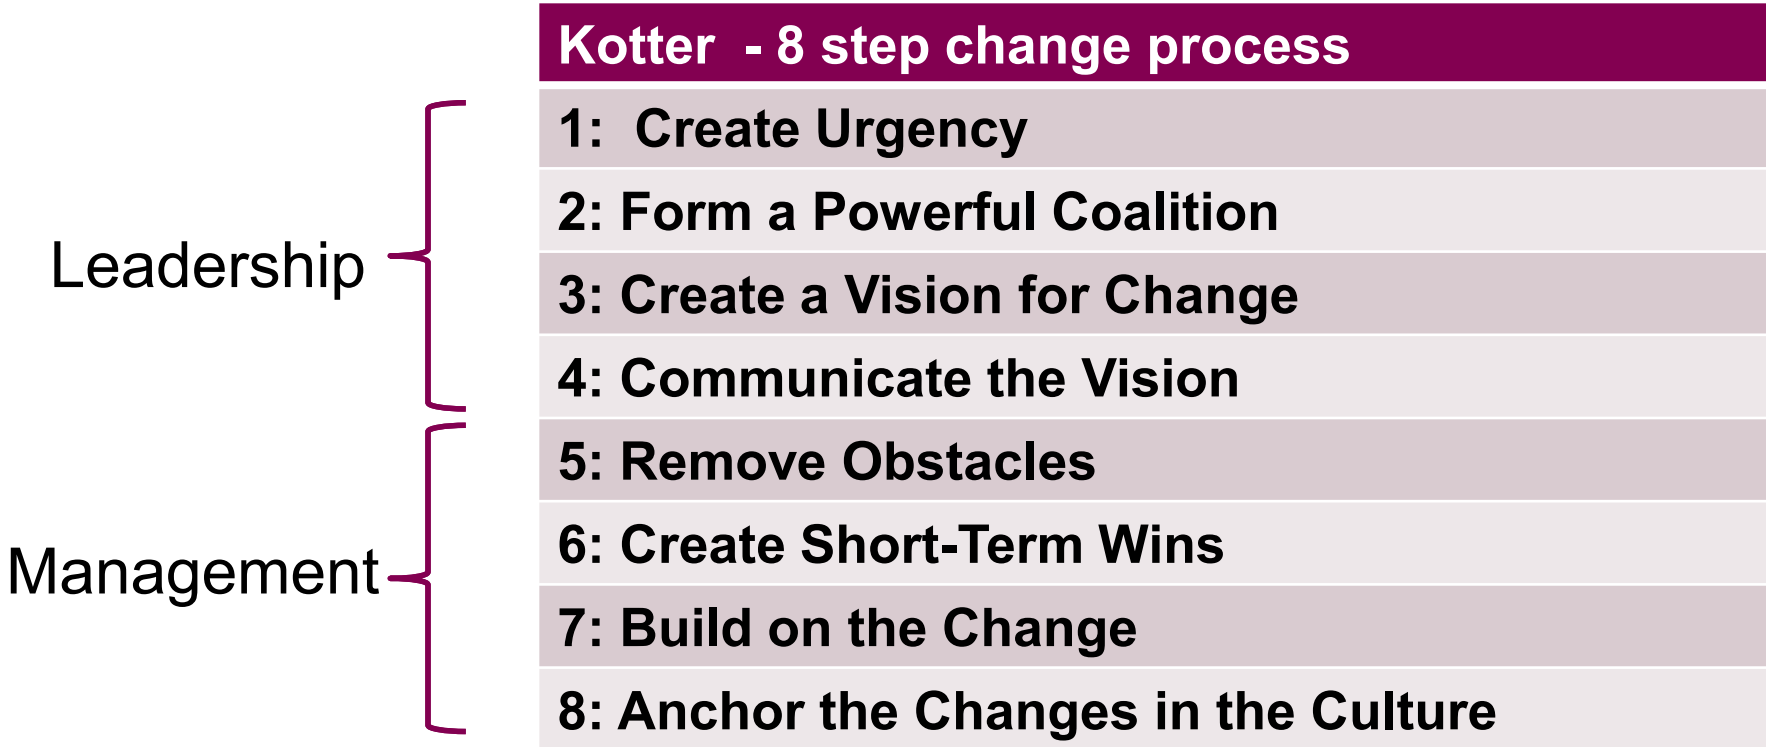 Kotter - 8 step change process
1: Create Urgency
2: Form a Powerful Coalition
3: Create a Vision for Change
4: Communicate the Vision
5: Remove Obstacles
6: Create Short-Term Wins
7: Build on the Change
8: Anchor the Changes in the Culture
Leadership
Management